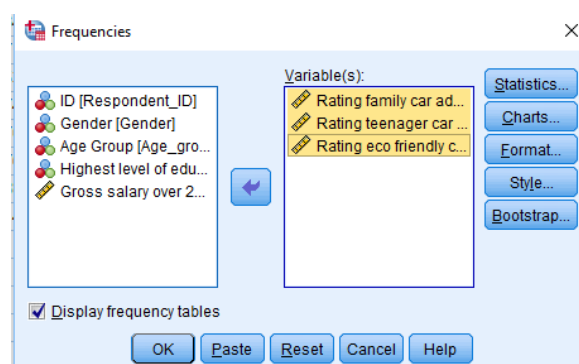 Frequencies
Variable(s):
ID [Respondent_ID]
Gender [Gender]
Age Group [Age_gro...
Highest level of edu...
Gross salary over 2...
Rating family car ad...
Rating teenager car ...
Rating eco friendly c...
Statistics...
Charts...
Format...
Style...
Bootstrap...
Display frequency tables
OK Paste Reset Cancel Help